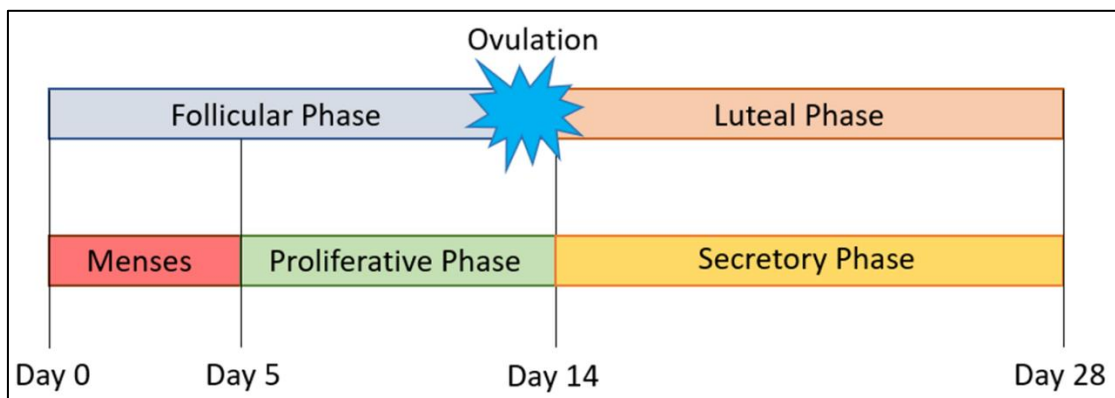 Ovulation
Follicular Phase
Luteal Phase
Menses
Proliferative Phase
Secretory Phase
Day 0
Day 5
Day 14
Day 28